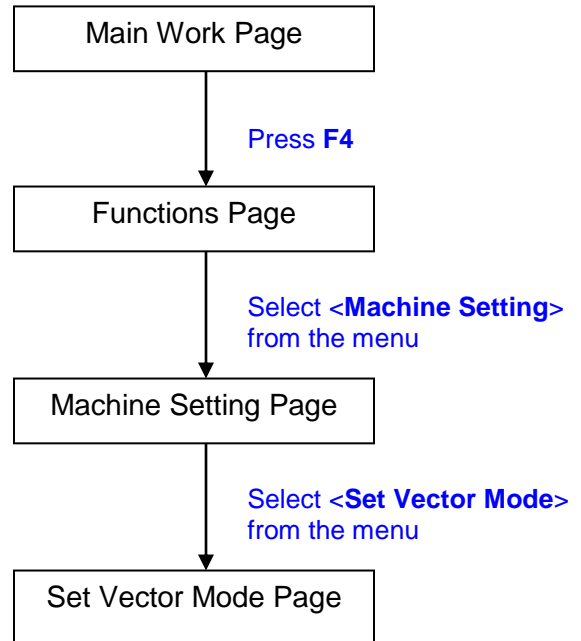 Main Work Page
Press F4
Functions Page
Select <Machine Setting>
from the menu
Machine Setting Page
Select <Set Vector Mode>
from the menu
Set Vector Mode Page